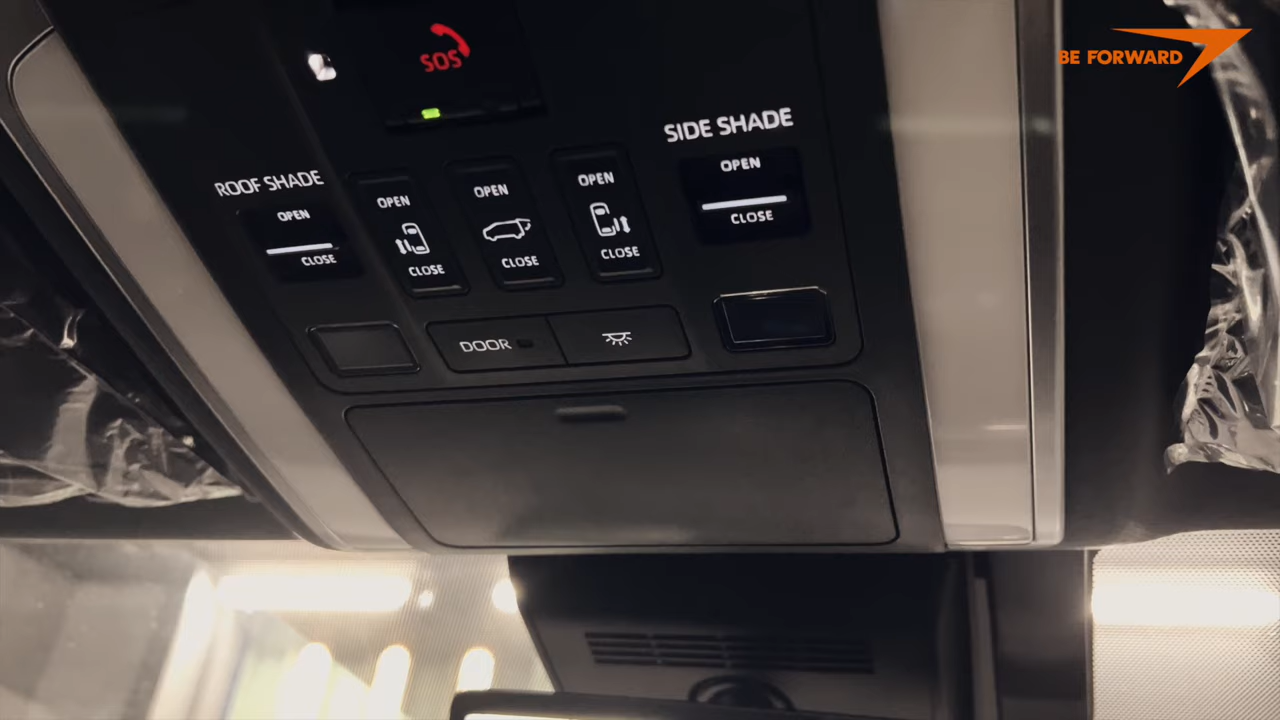 BE FORWARD
SOS
SIDE SHADE
OPEN
CLOSE
ROOF SHADE
OPEN
CLOSE
OPEN
CLOSE
OPEN
CLOSE
OPEN
CLOSE
DOOR